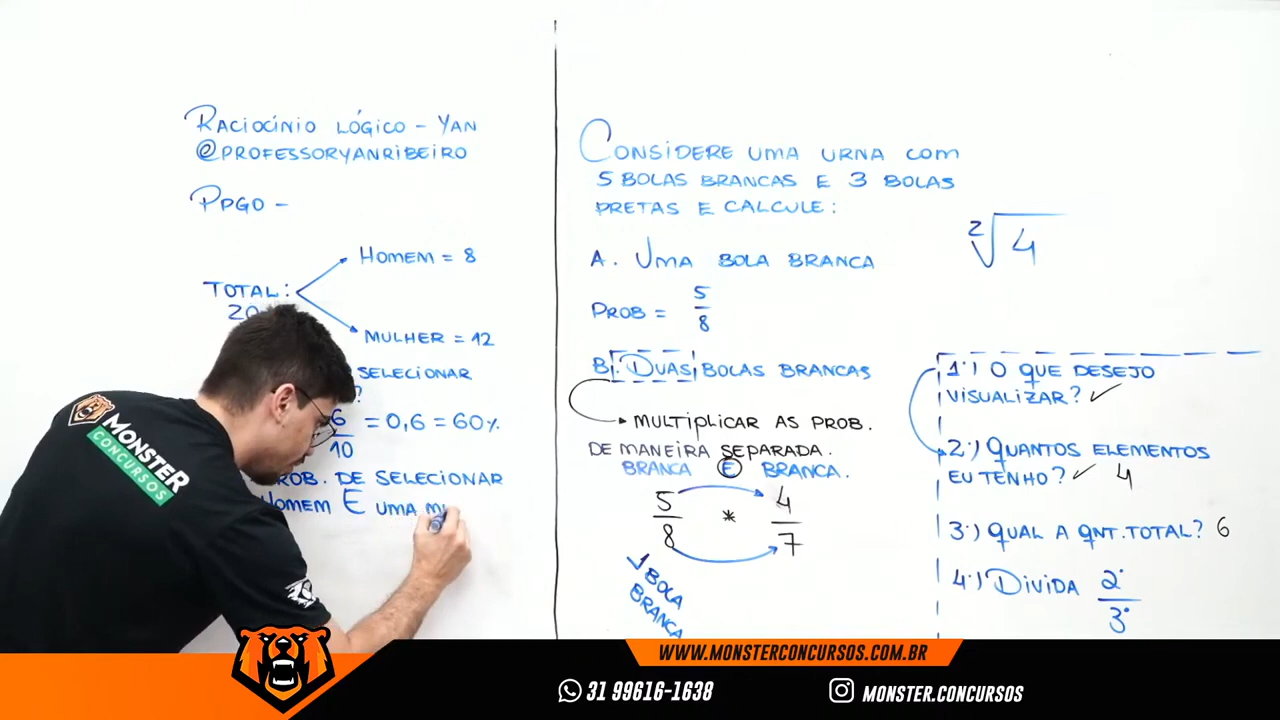 RACIOCÍNIO LÓGICO - YAN
@PROFESSORYANRIBEIRO
PPGO -
HOMEM = 8
TOTAL:
20
MULHER = 12
SELECIONAR
?
6/10 = 0,6 = 60%.
ROB. DE SELECIONAR
HOMEM E UMA MU
CONSIDERE UMA URNA COM
5 BOLAS BRANCAS E 3 BOLAS
PRETAS E CALCULE:
A. UMA BOLA BRANCA
PROB = 5/8
B. DUAS BOLAS BRANCAS
MULTIPLICAR AS PROB.
DE MANEIRA SEPARADA.
BRANCA E BRANCA.
5/8 * 4/7
1 BOLA
BRANCA
2√4
1.) O QUE DESEJO
VISUALIZAR? ✓
2.) QUANTOS ELEMENTOS
EU TENHO? ✓ 4
3.) QUAL A QNT. TOTAL? 6
4.) DIVIDA 2°/3°
MONSTER
CONCURSOS
WWW.MONSTERCONCURSOS.COM.BR
31 99616-1638
MONSTER.CONCURSOS